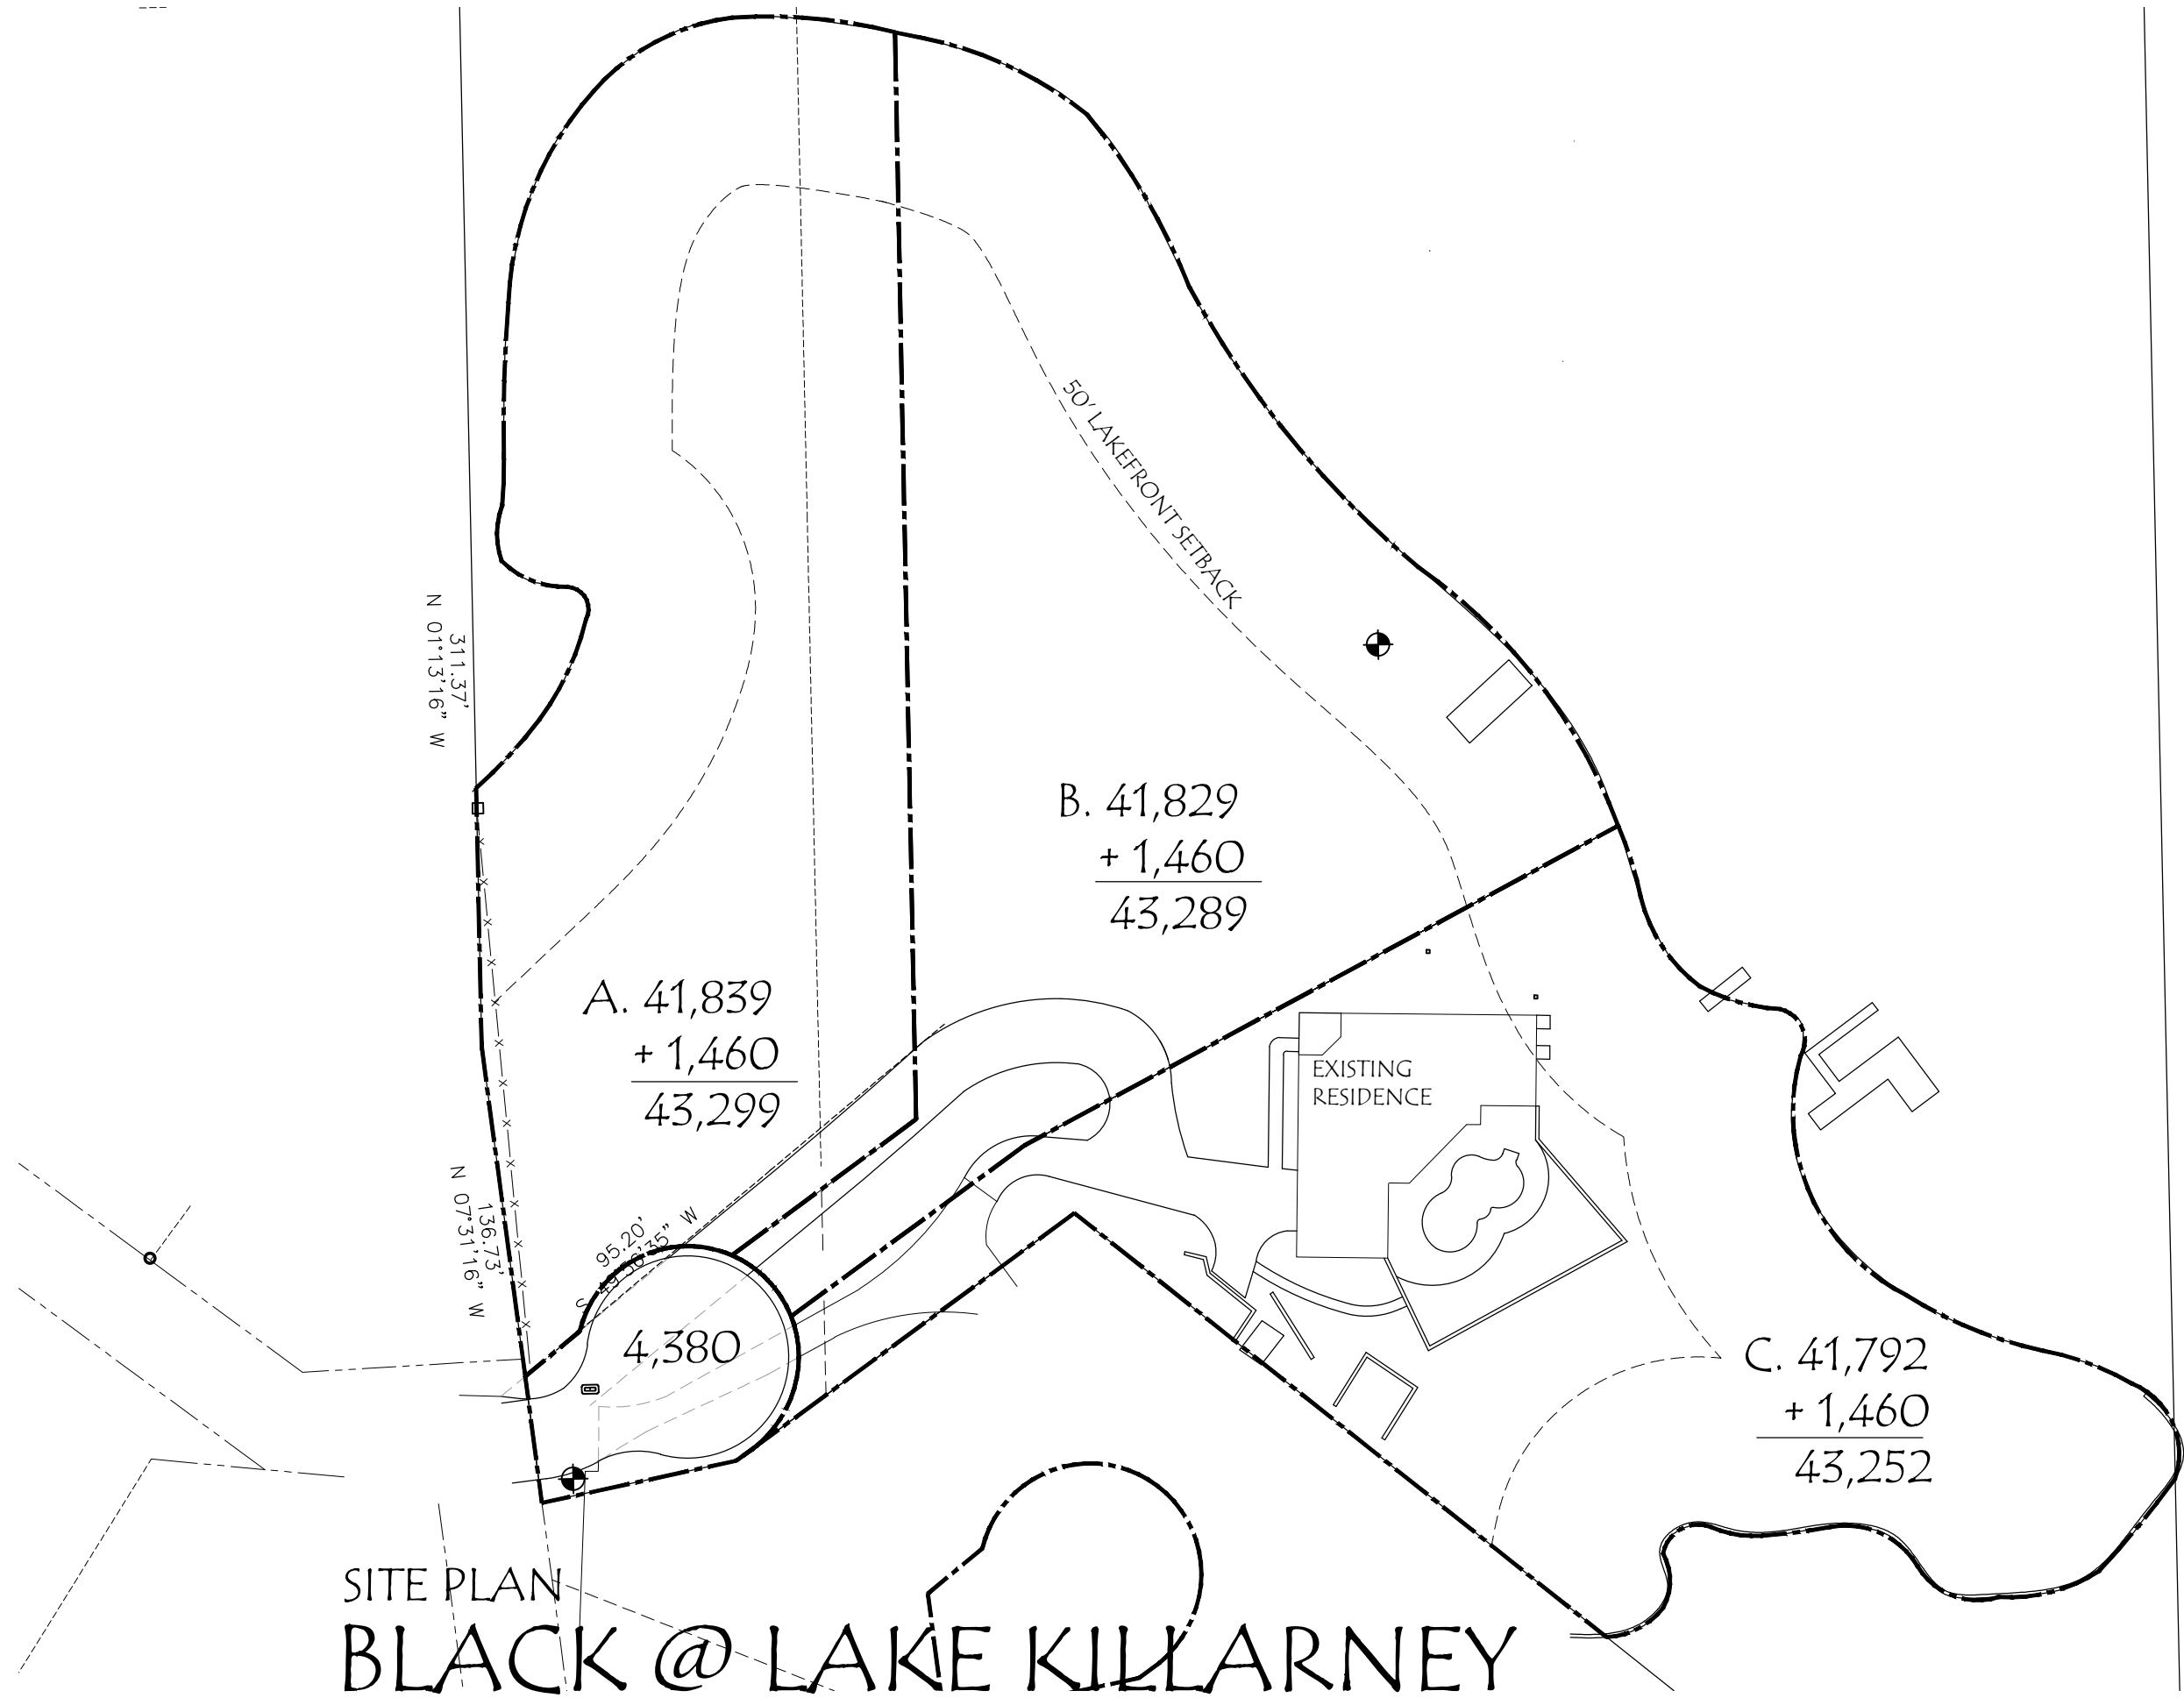 50' LAKEFRONT SETBACK
311.37'
N 01°13'16" W
B. 41,829
+ 1,460
43,289
A. 41,839
+ 1,460
43,299
EXISTING
RESIDENCE
136.73'
N 07°31'16" W
95.20'
4,380
C. 41,792
+ 1,460
43,252
SITE PLAN
BLACK @ LAKE KILLARNEY